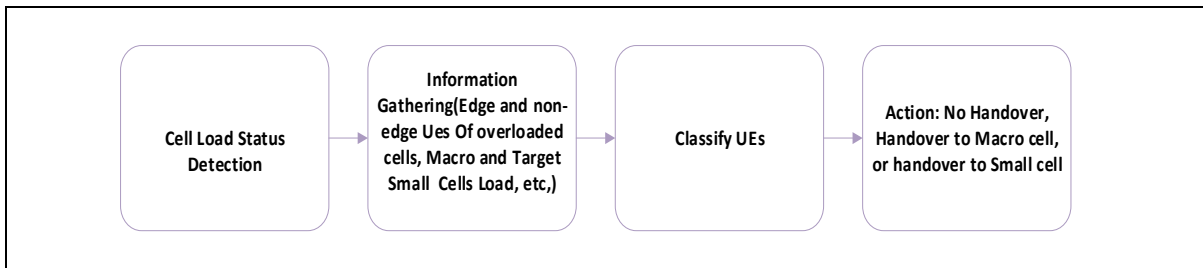 Cell Load Status
Detection
Information
Gathering(Edge and non-
edge Ues Of overloaded
cells, Macro and Target
Small Cells Load, etc,)
Classify UEs
Action: No Handover,
Handover to Macro cell,
or handover to Small cell